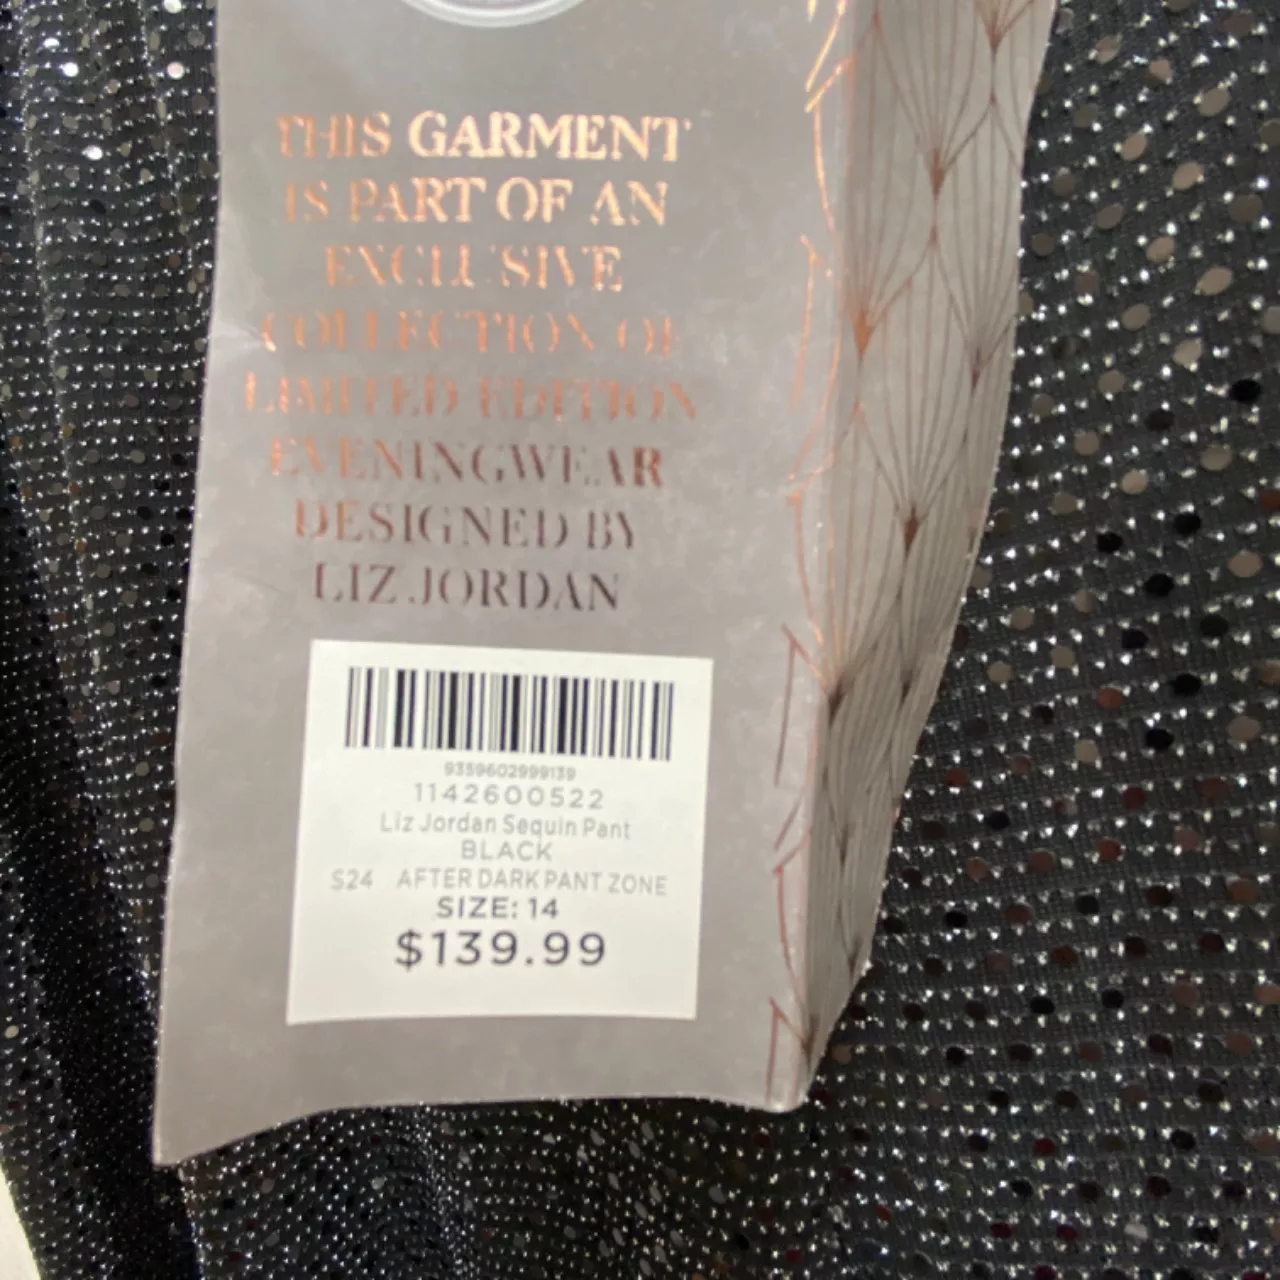 THIS GARMENT
IS PART OF AN
EXCLUSIVE
COLLECTION OF
LIMITED EDITION
EVENINGWEAR
DESIGNED BY
LIZ JORDAN
9359602999139
1142600522
Liz Jordan Sequin Pant
BLACK
S24 AFTER DARK PANT ZONE
SIZE: 14
$139.99